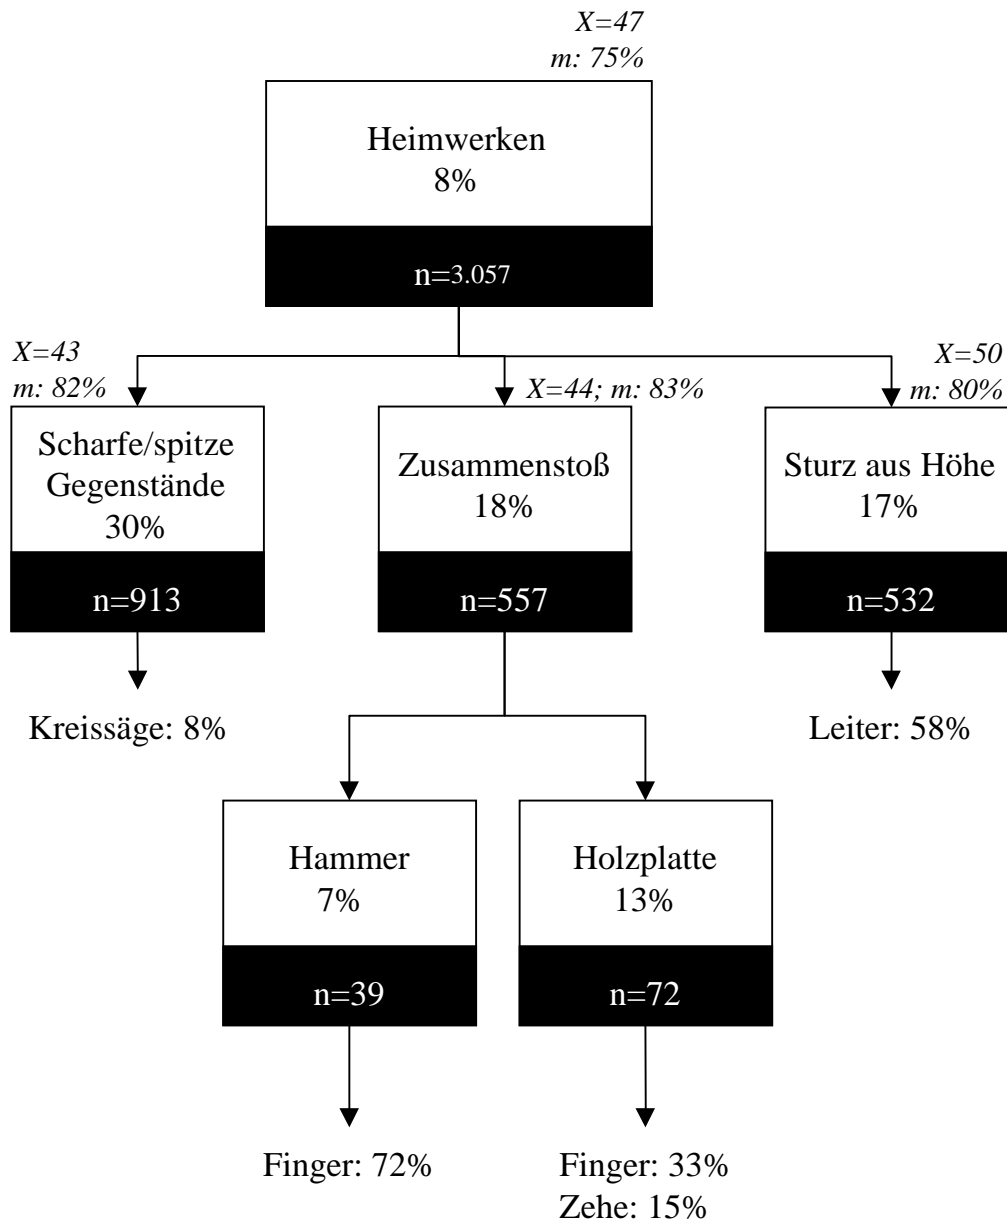 X=47
m: 75%
Heimwerken
8%
n=3.057
X=43
m: 82%
X=44; m: 83%
X=50
m: 80%
Scharfe/spitze
Gegenstände
30%
n=913
Zusammenstoß
18%
n=557
Sturz aus Höhe
17%
n=532
Kreissäge: 8%
Leiter: 58%
Hammer
7%
n=39
Holzplatte
13%
n=72
Finger: 72%
Finger: 33%
Zehe: 15%